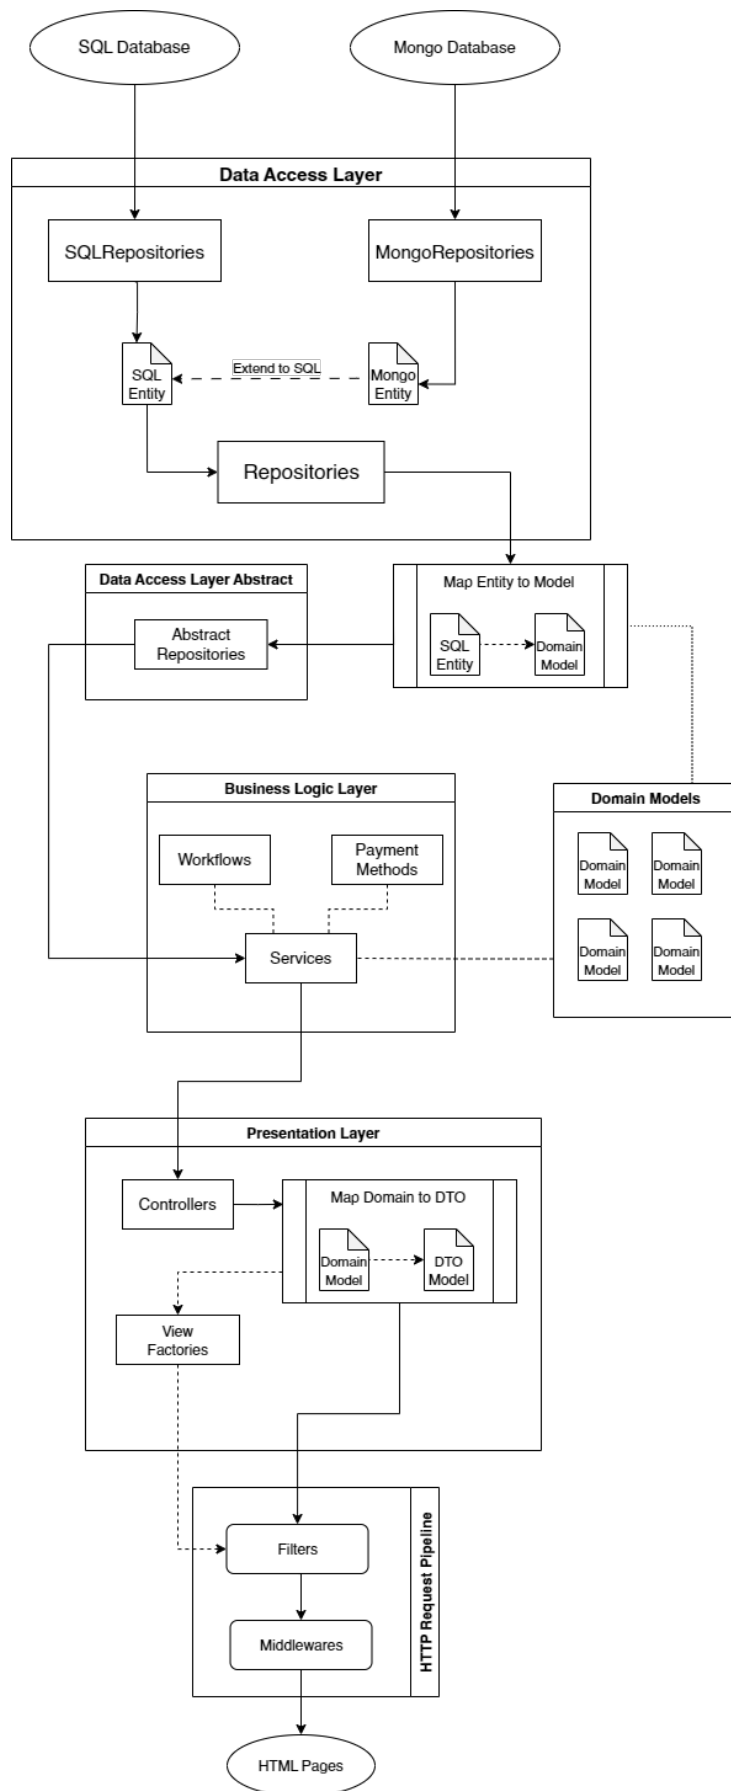 SQL Database
Mongo Database
Data Access Layer
SQLRepositories
MongoRepositories
SQL
Entity
Extend to SQL
Mongo
Entity
Repositories
Data Access Layer Abstract
Abstract
Repositories
Map Entity to Model
SQL
Entity
Domain
Model
Business Logic Layer
Workflows
Payment
Methods
Services
Domain Models
Domain
Model
Domain
Model
Domain
Model
Domain
Model
Presentation Layer
Controllers
Map Domain to DTO
Domain
Model
DTO
Model
View
Factories
HTTP Request Pipeline
Filters
Middlewares
HTML Pages